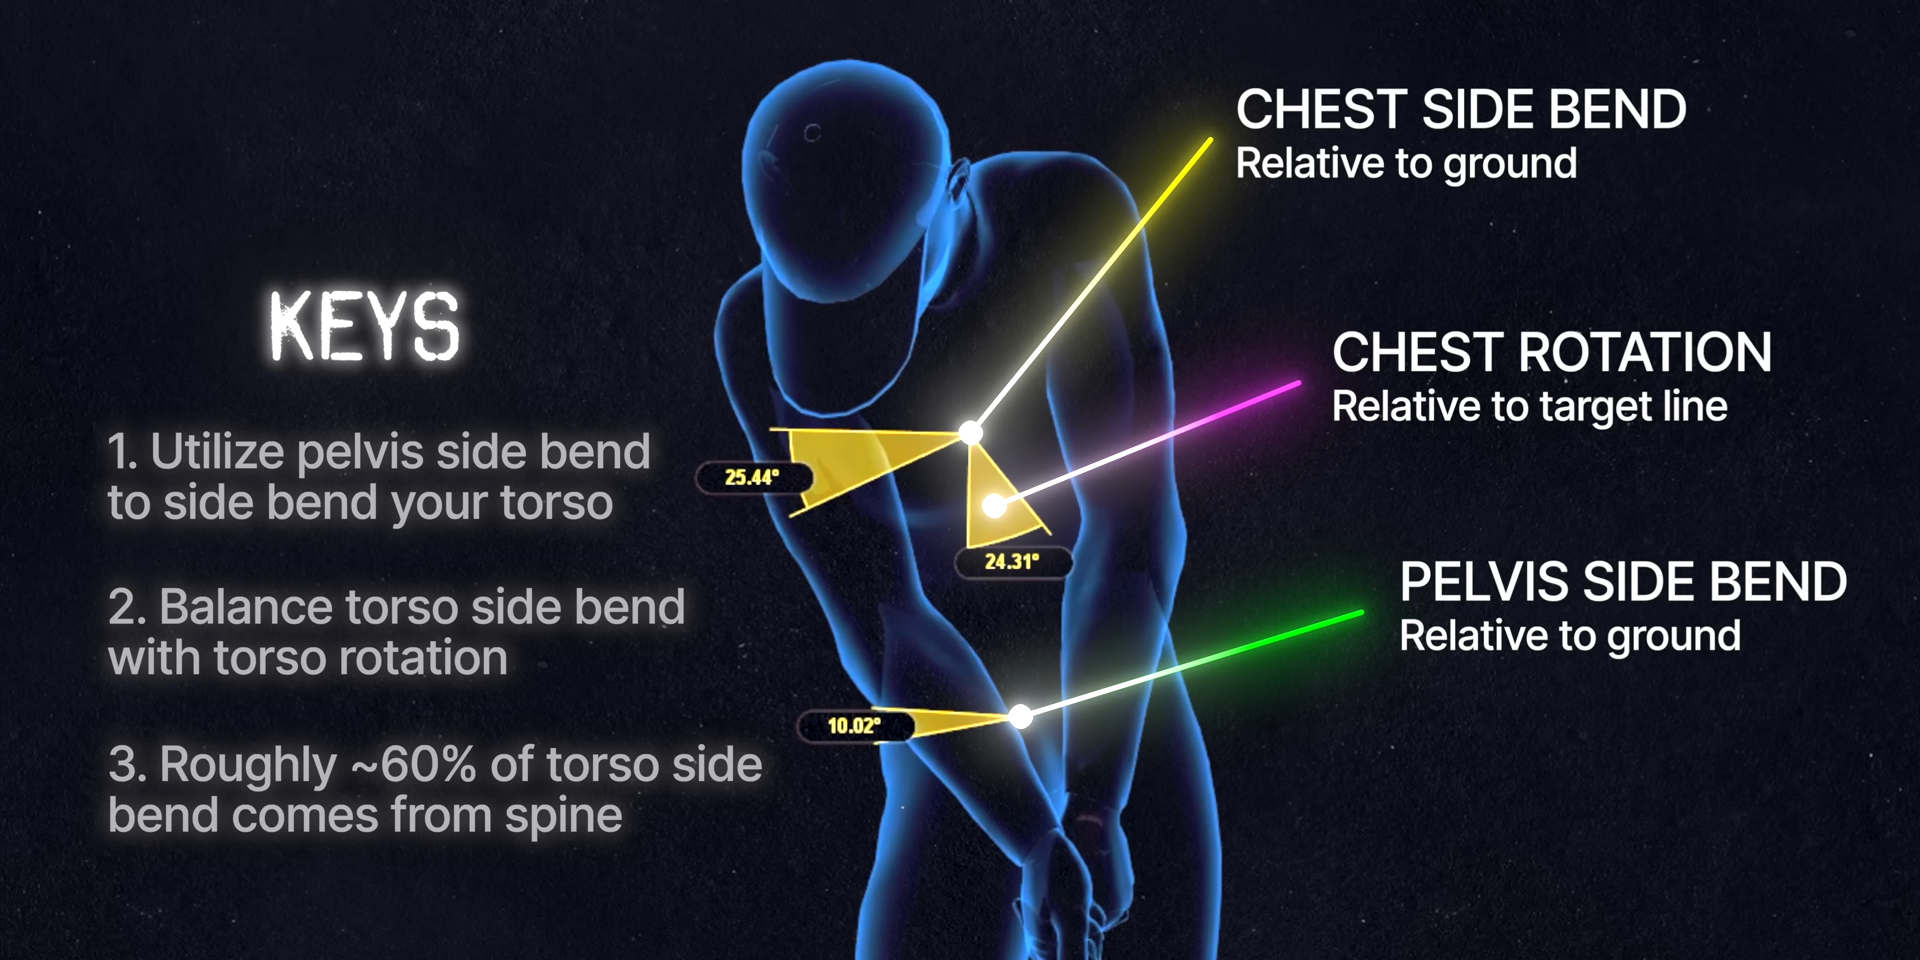 KEYS
1. Utilize pelvis side bend
to side bend your torso
2. Balance torso side bend
with torso rotation
3. Roughly ~60% of torso side
bend comes from spine
25.44°
24.31°
10.02°
CHEST SIDE BEND
Relative to ground
CHEST ROTATION
Relative to target line
PELVIS SIDE BEND
Relative to ground